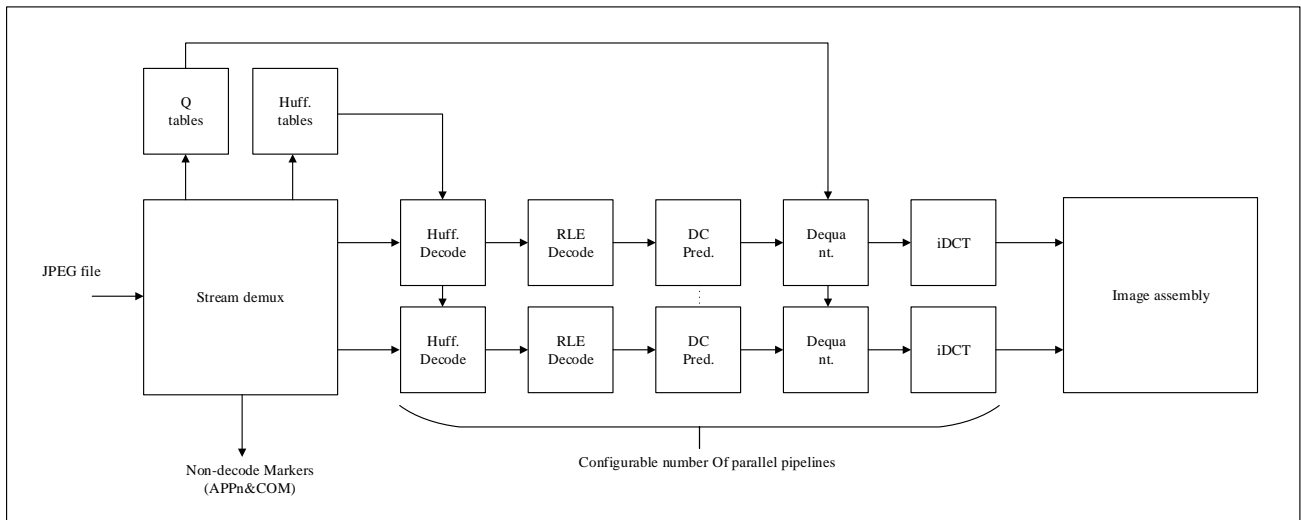 Q
tables
Huff.
tables
JPEG file
Stream demux
Huff.
Decode
RLE
Decode
DC
Pred.
Dequa
nt.
iDCT
Huff.
Decode
RLE
Decode
DC
Pred.
Dequa
nt.
iDCT
Image assembly
Non-decode Markers
(APPn&COM)
Configurable number Of parallel pipelines